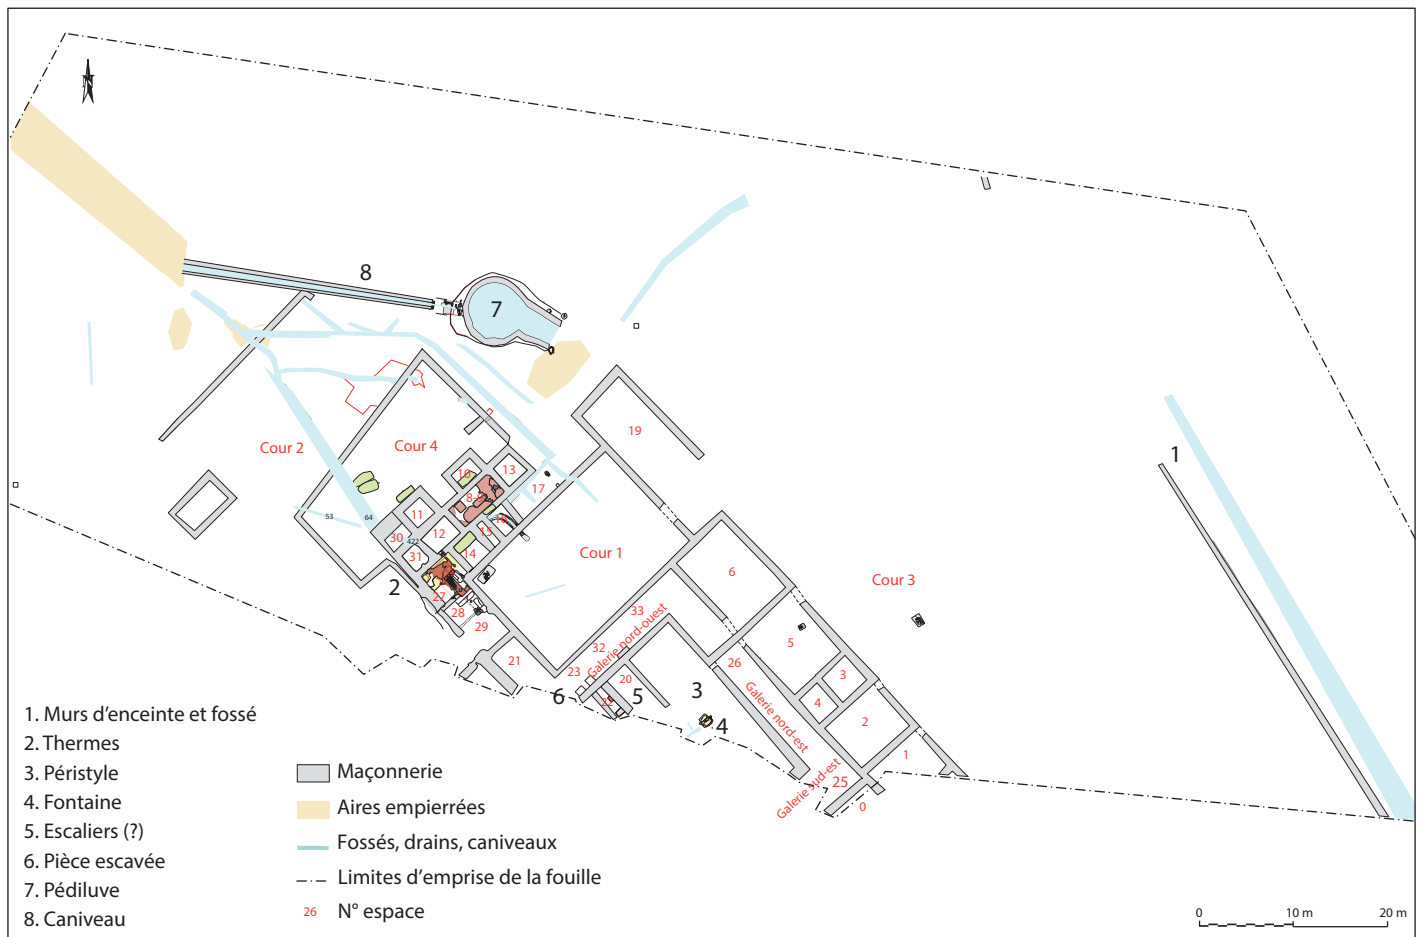 8
7
1
19
Cour 2
Cour 4
10
13
17
8-9
11
53
64
30
422
12
15
16
Cour 1
31
14
2
27
28
29
6
Cour 3
33
5
32
Galerie nord-ouest
21
23
20
26
3
4
6
22
5
3
4
2
Galerie nord-est
1
25
Galerie sud-est
0
1. Murs d’enceinte et fossé
2. Thermes
3. Péristyle
4. Fontaine
5. Escaliers (?)
6. Pièce escavée
7. Pédiluve
8. Caniveau
Maçonnerie
Aires empierrées
Fossés, drains, caniveaux
Limites d’emprise de la fouille
26 N° espace
0 10 m 20 m